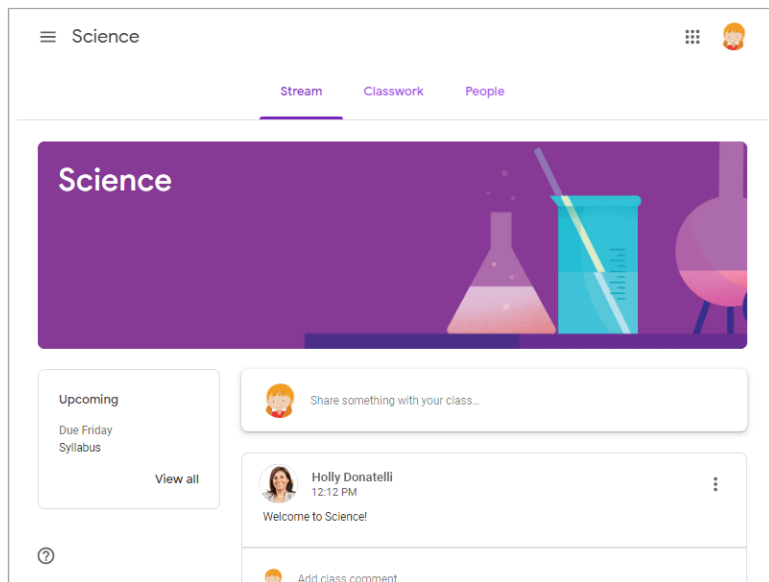 Science
Stream Classwork People
Science
Upcoming
Due Friday
Syllabus
View all
Share something with your class...
Holly Donatelli
12:12 PM
Welcome to Science!
Add class comment